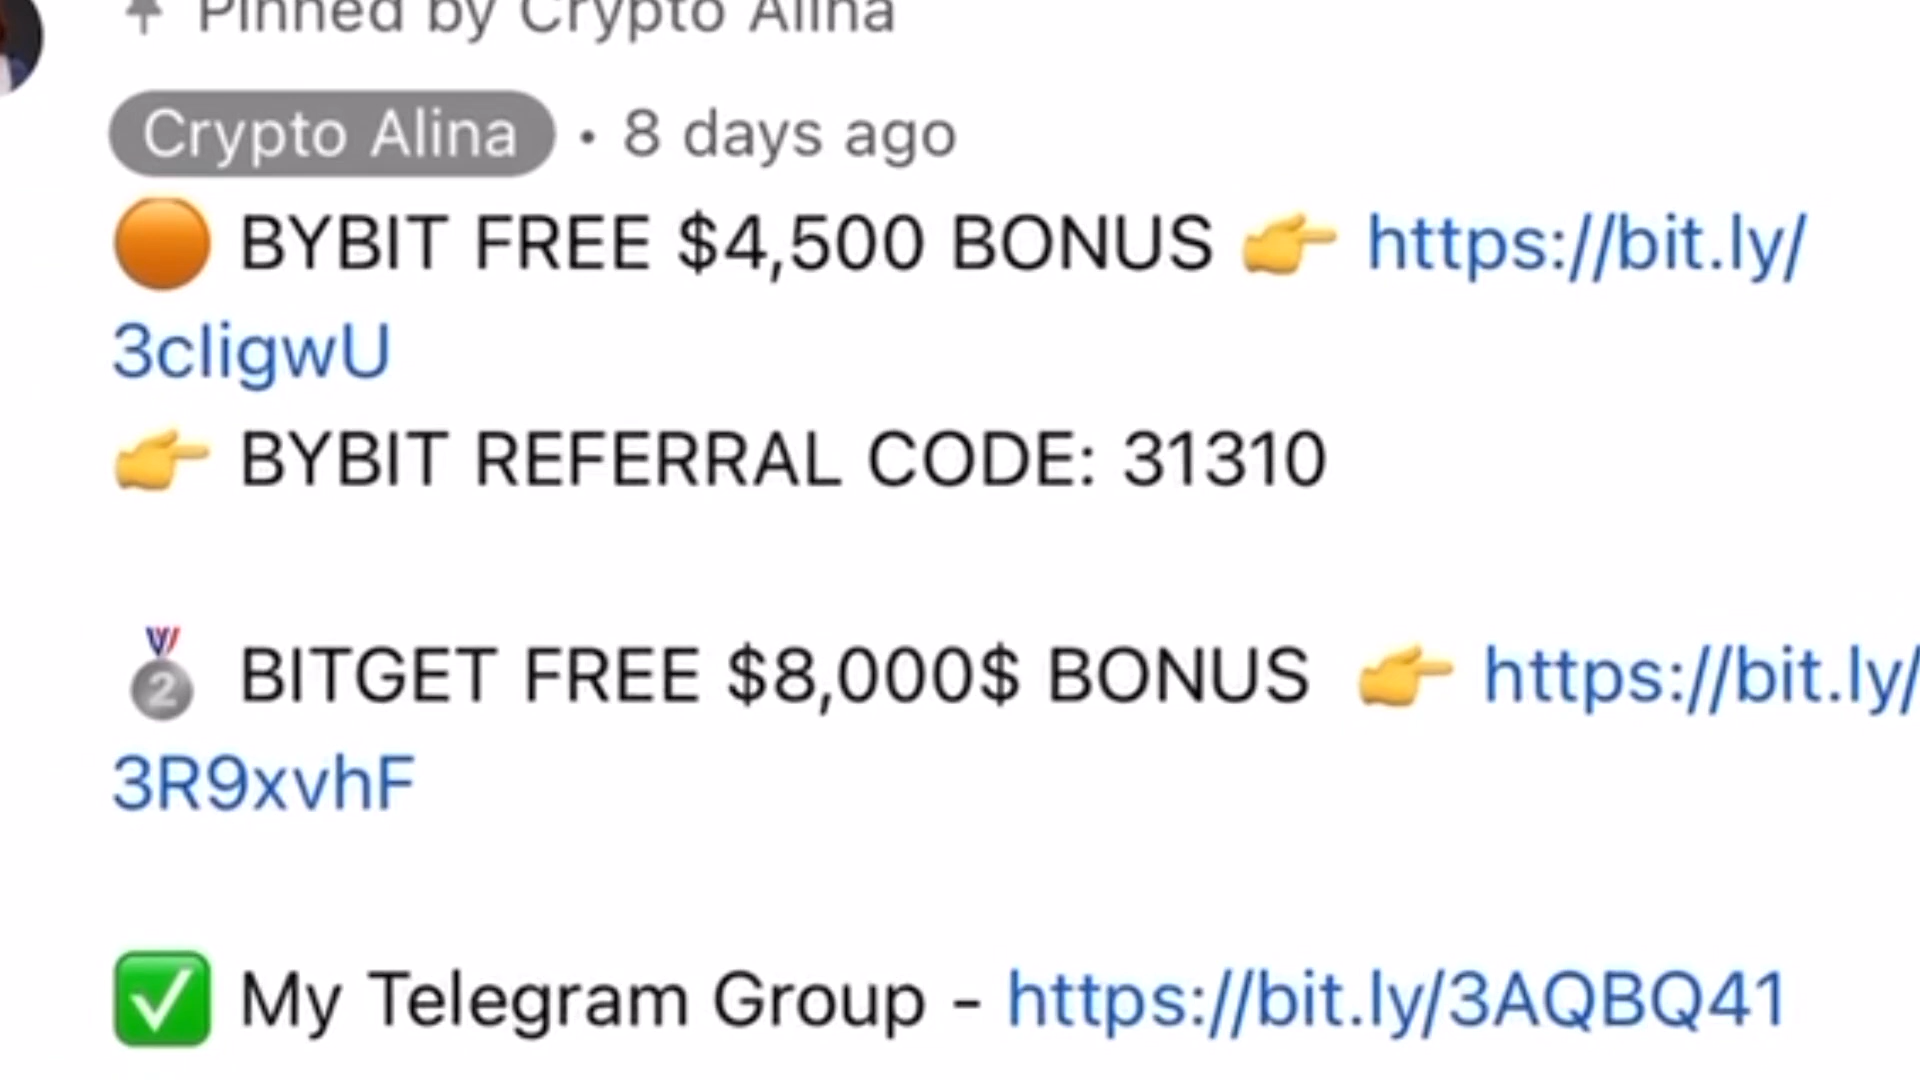 Pinned by Crypto Alina
Crypto Alina • 8 days ago
🟠 BYBIT FREE $4,500 BONUS 👉 https://bit.ly/
3cIigwU
👉 BYBIT REFERRAL CODE: 31310
🥈 BITGET FREE $8,000$ BONUS 👉 https://bit.ly/
3R9xvhF
✅ My Telegram Group - https://bit.ly/3AQBQ41